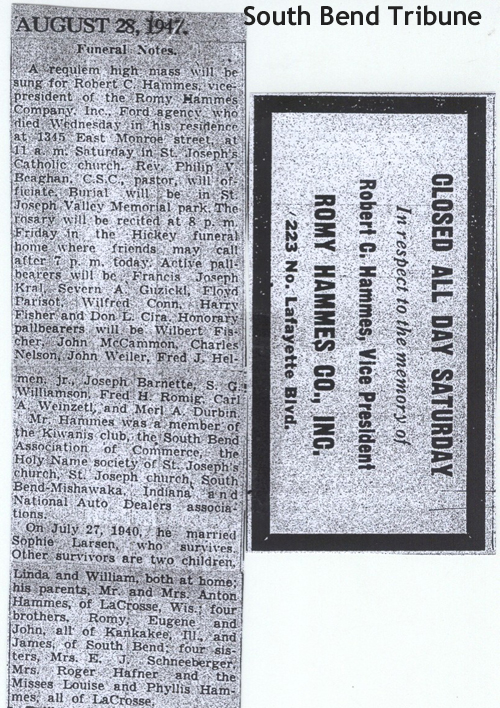 South Bend Tribune
AUGUST 28, 1947.
Funeral Notes.
A requiem high mass will be
sung for Robert C. Hammes, vice-
president of the Romy Hammes
Company, Inc., Ford agency, who
died Wednesday in his residence
at 1345 East Monroe street, at
11 a. m. Saturday in St. Joseph's
Catholic church, Rev. Philip V.
Beaghan, C.S.C., pastor, will of-
ficiate. Burial will be in St.
Joseph Valley Memorial park. The
rosary will be recited at 8 p. m.
Friday in the Hickey funeral
home where friends may call
after 7 p. m. today. Active pall-
bearers will be Francis Joseph
Kral, Severn A. Guzicki, Floyd
Parisot, Wilfred Conn, Harry
Fisher and Don L. Cira. Honorary
pallbearers will be Wilbert Fis-
cher, John McCammon, Charles
Nelson, John Weiler, Fred J. Hel-
men, jr., Joseph Barnette, S. G.
Williamson, Fred H. Romig, Carl
A. Weinzetl, and Merl A. Durbin.
Mr. Hammes was a member of
the Kiwanis club, the South Bend
Association of Commerce, the
Holy Name society of St. Joseph's
church, St. Joseph church, South
Bend-Mishawaka, Indiana and
National Auto Dealers associa-
tions.
On July 27, 1940, he married
Sophie Larsen, who survives.
Other survivors are two children,
Linda and William, both at home;
his parents, Mr. and Mrs. Anton
Hammes, of LaCrosse, Wis.; four
brothers, Romy, Eugene and
John, all of Kankakee, Ill., and
James, of South Bend; four sis-
ters, Mrs. E. J. Schneeberger,
Mrs. Roger Hafner and the
Misses Louise and Phyllis Ham-
mes, all of LaCrosse.
CLOSED ALL DAY SATURDAY
In respect to the memory of
Robert C. Hammes, Vice President
ROMY HAMMES CO., INC.
223 No. Lafayette Blvd.